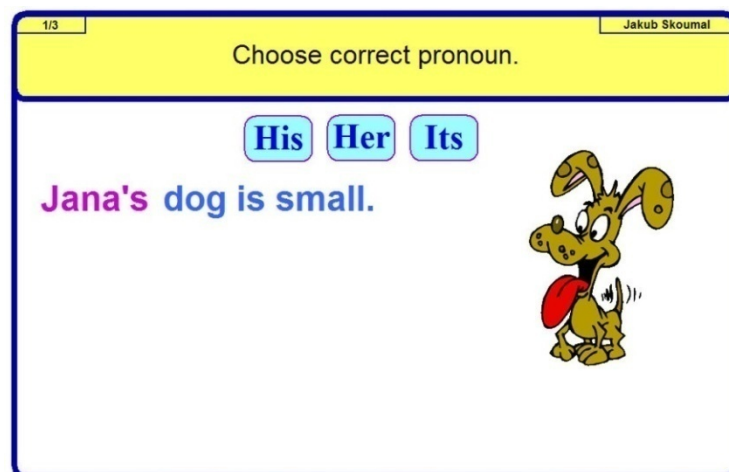 1/3
Jakub Skoumal
Choose correct pronoun.
His Her Its
Jana's dog is small.